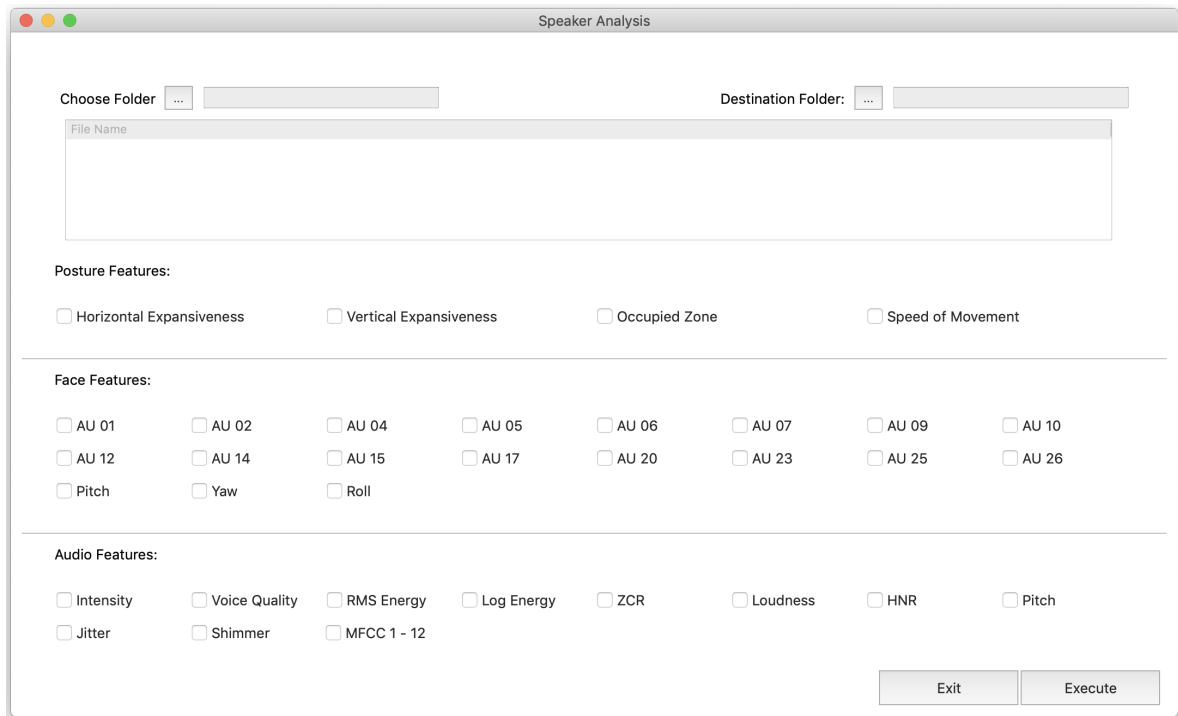 Speaker Analysis
Choose Folder ... Destination Folder: ...
File Name
Posture Features:
Horizontal Expansiveness Vertical Expansiveness Occupied Zone Speed of Movement
Face Features:
AU 01 AU 02 AU 04 AU 05 AU 06 AU 07 AU 09 AU 10
AU 12 AU 14 AU 15 AU 17 AU 20 AU 23 AU 25 AU 26
Pitch Yaw Roll
Audio Features:
Intensity Voice Quality RMS Energy Log Energy ZCR Loudness HNR Pitch
Jitter Shimmer MFCC 1 - 12
Exit Execute